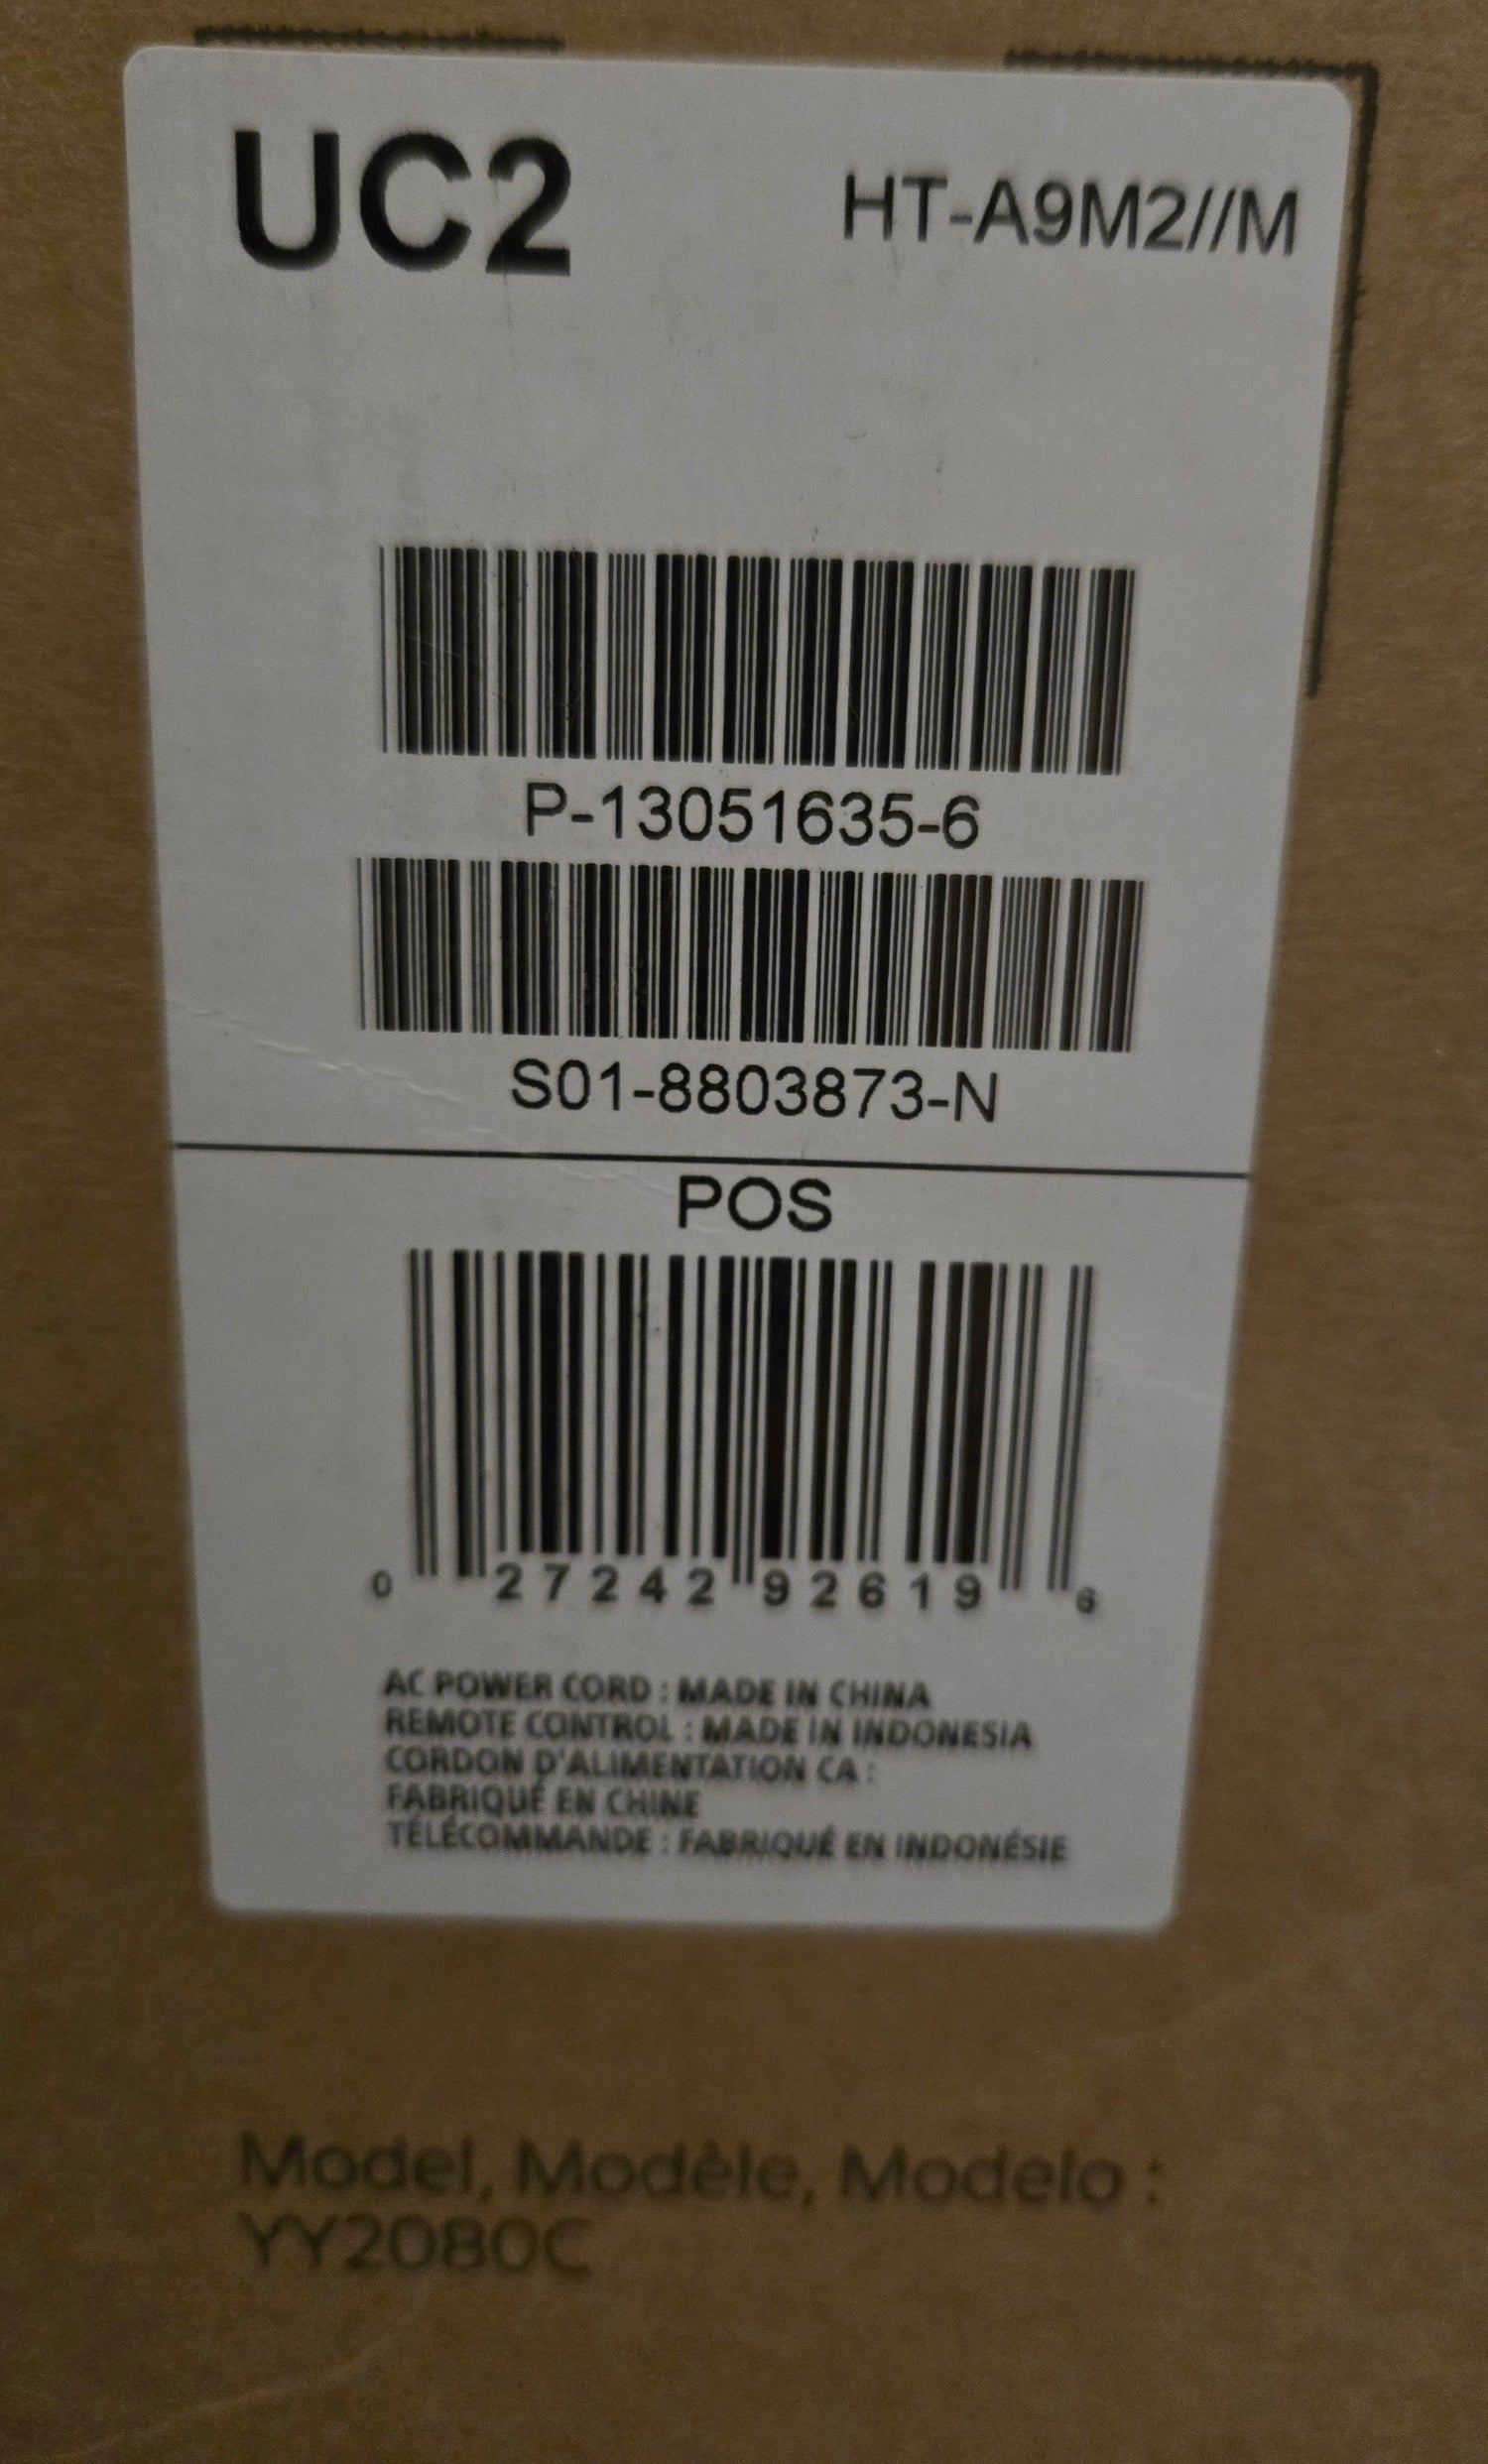 UC2
HT-A9M2//M
P-13051635-6
S01-8803873-N
POS
0 27242 92619 6
AC POWER CORD : MADE IN CHINA
REMOTE CONTROL : MADE IN INDONESIA
CORDON D'ALIMENTATION CA :
FABRIQUÉ EN CHINE
TÉLÉCOMMANDE : FABRIQUÉ EN INDONÉSIE
Model, Modèle, Modelo :
YY2080C